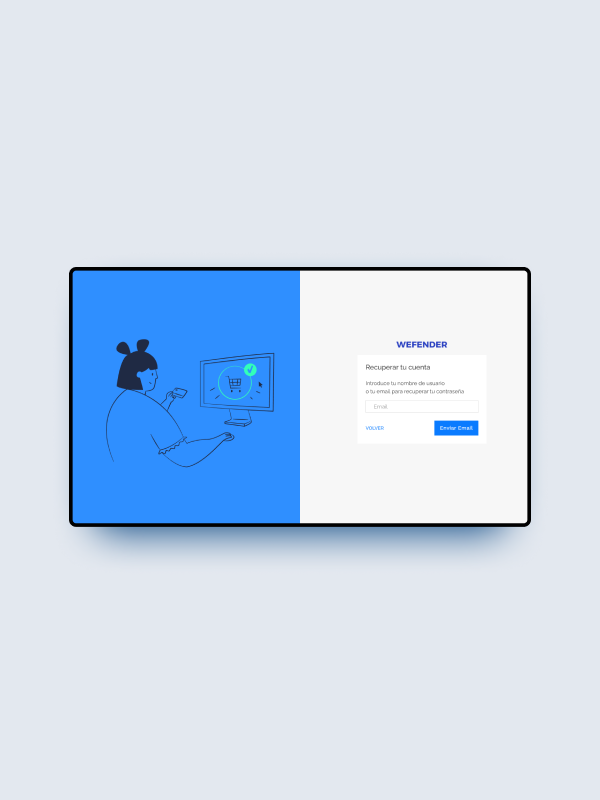 WEFENDER
Recuperar tu cuenta
Introduce tu nombre de usuario
o tu email para recuperar tu contraseña
Email
VOLVER
Enviar Email